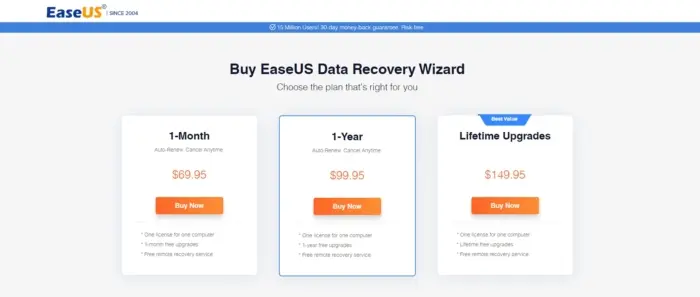 EaseUS® | SINCE 2004
15 Million Users! 30-day money-back guarantee. Risk free
Buy EaseUS Data Recovery Wizard
Choose the plan that's right for you
1-Month
Auto-Renew. Cancel Anytime
$69.95
Buy Now
* One license for one computer
* 1-month free upgrades
* Free remote recovery service
1-Year
Auto-Renew. Cancel Anytime
$99.95
Buy Now
* One license for one computer
* 1-year free upgrades
* Free remote recovery service
Best Value
Lifetime Upgrades
$149.95
Buy Now
* One license for one computer
* Lifetime free-upgrades
* Free remote recovery service